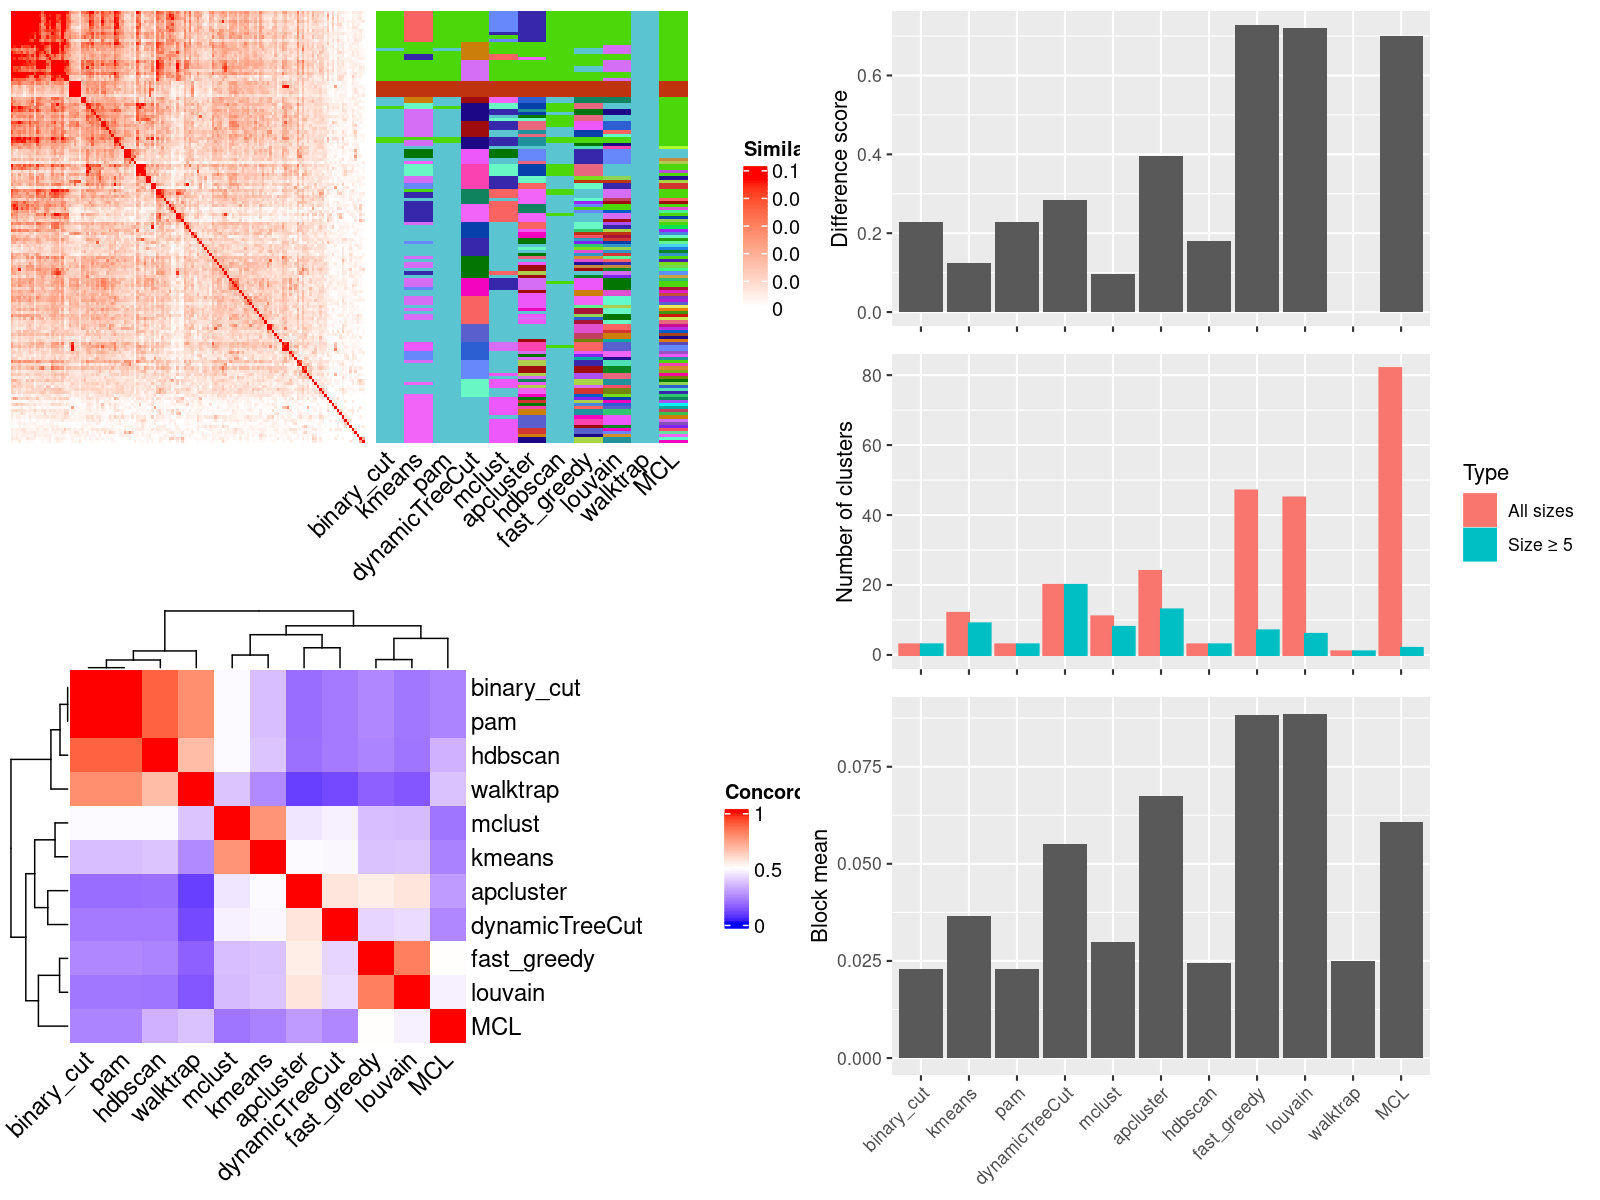 Simila
0.1
0.0
0.0
0.0
0.0
0
binary_cut
kmeans
pam
dynamicTreeCut
mclust
apcluster
hdbscan
fast_greedy
louvain
walktrap
MCL
binary_cut
pam
hdbscan
walktrap
mclust
kmeans
apcluster
dynamicTreeCut
fast_greedy
louvain
MCL
binary_cut
pam
hdbscan
walktrap
mclust
kmeans
apcluster
dynamicTreeCut
fast_greedy
louvain
MCL
Concord
1
0.5
0
Difference score
0.6
0.4
0.2
0.0
Number of clusters
80
60
40
20
0
Type
All sizes
Size ≥ 5
Block mean
0.075
0.050
0.025
0.000
binary_cut
kmeans
pam
dynamicTreeCut
mclust
apcluster
hdbscan
fast_greedy
louvain
walktrap
MCL